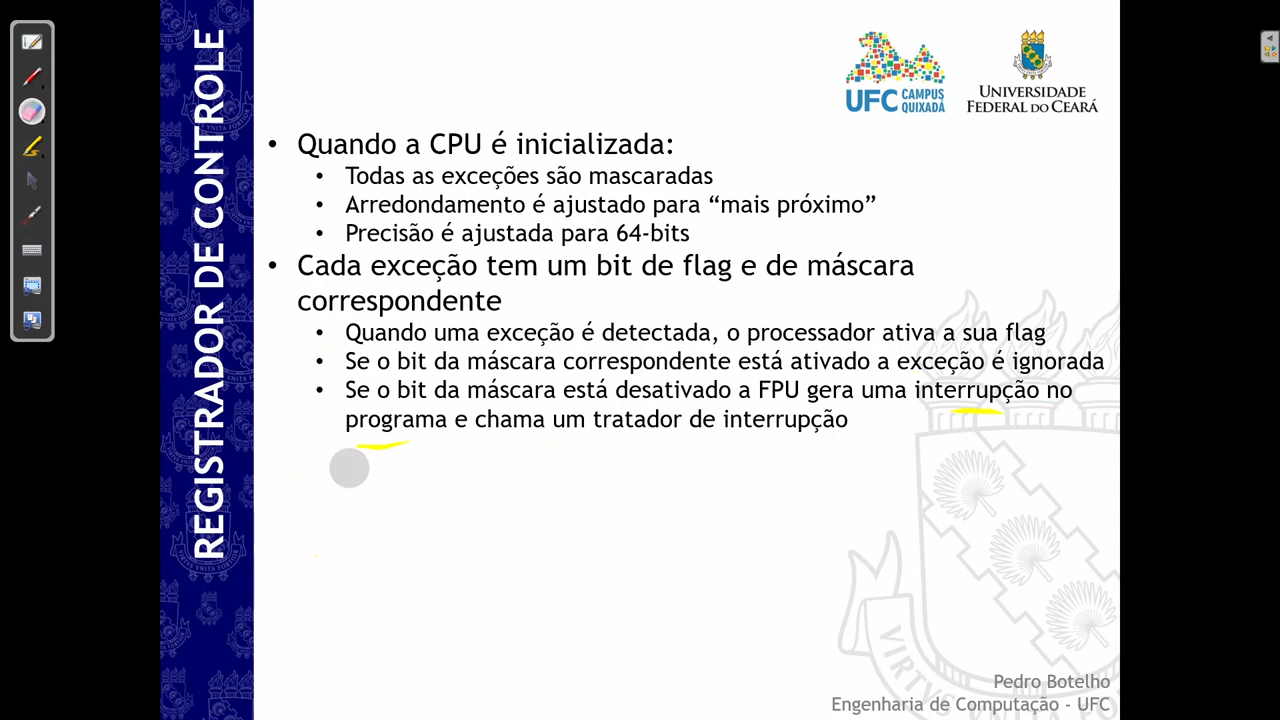 REGISTRADOR DE CONTROLE
UFC CAMPUS QUIXADÁ
UNIVERSIDADE
FEDERAL DO CEARÁ
• Quando a CPU é inicializada:
• Todas as exceções são mascaradas
• Arredondamento é ajustado para “mais próximo”
• Precisão é ajustada para 64-bits
• Cada exceção tem um bit de flag e de máscara
correspondente
• Quando uma exceção é detectada, o processador ativa a sua flag
• Se o bit da máscara correspondente está ativado a exceção é ignorada
• Se o bit da máscara está desativado a FPU gera uma interrupção no
programa e chama um tratador de interrupção
Pedro Botelho
Engenharia de Computação - UFC